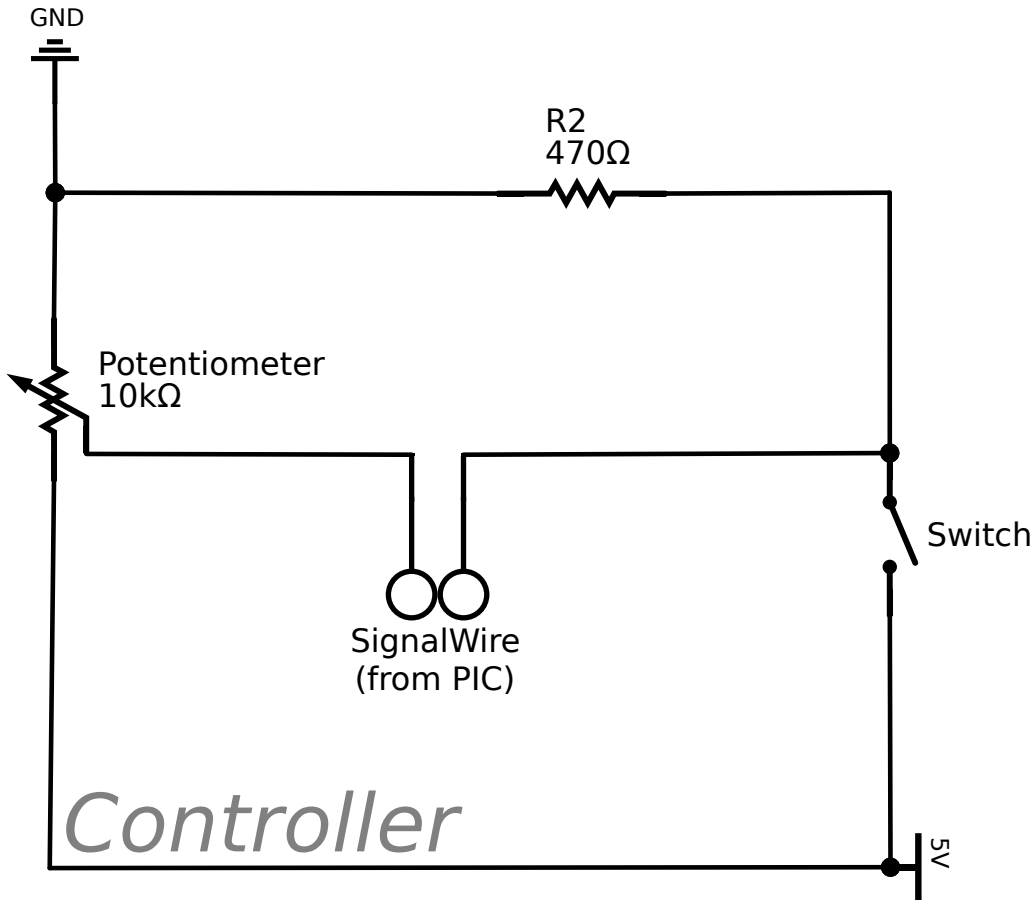 GND
R2
470Ω
Potentiometer
10kΩ
Switch
SignalWire
(from PIC)
Controller
5V